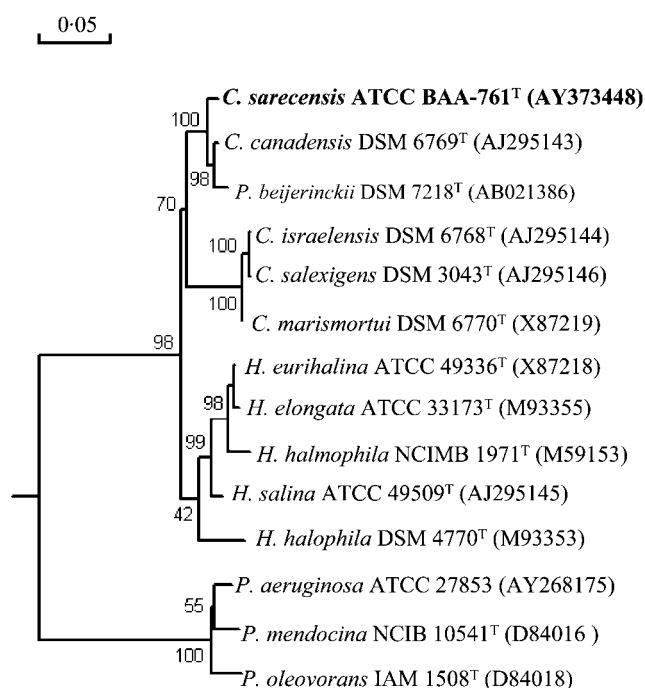 0·05
C. sarecensis ATCC BAA-761ᵀ (AY373448)
100
C. canadensis DSM 6769ᵀ (AJ295143)
98
P. beijerinckii DSM 7218ᵀ (AB021386)
70
C. israelensis DSM 6768ᵀ (AJ295144)
100
C. salexigens DSM 3043ᵀ (AJ295146)
100
C. marismortui DSM 6770ᵀ (X87219)
98
H. eurihalina ATCC 49336ᵀ (X87218)
98
H. elongata ATCC 33173ᵀ (M93355)
99
H. halmophila NCIMB 1971ᵀ (M59153)
H. salina ATCC 49509ᵀ (AJ295145)
42
H. halophila DSM 4770ᵀ (M93353)
P. aeruginosa ATCC 27853 (AY268175)
55
P. mendocina NCIB 10541ᵀ (D84016 )
100
P. oleovorans IAM 1508ᵀ (D84018)